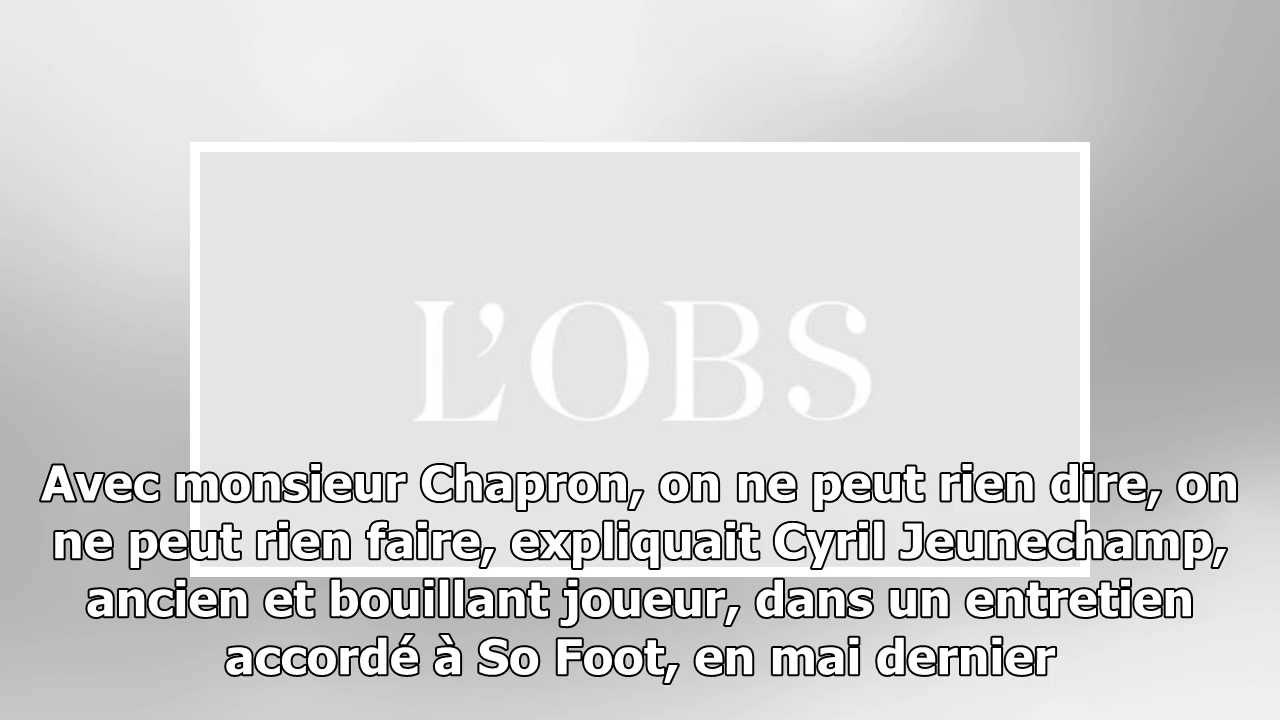 L'OBS
Avec monsieur Chapron, on ne peut rien dire, on
ne peut rien faire, expliquait Cyril Jeunechamp,
ancien et bouillant joueur, dans un entretien
accordé à So Foot, en mai dernier